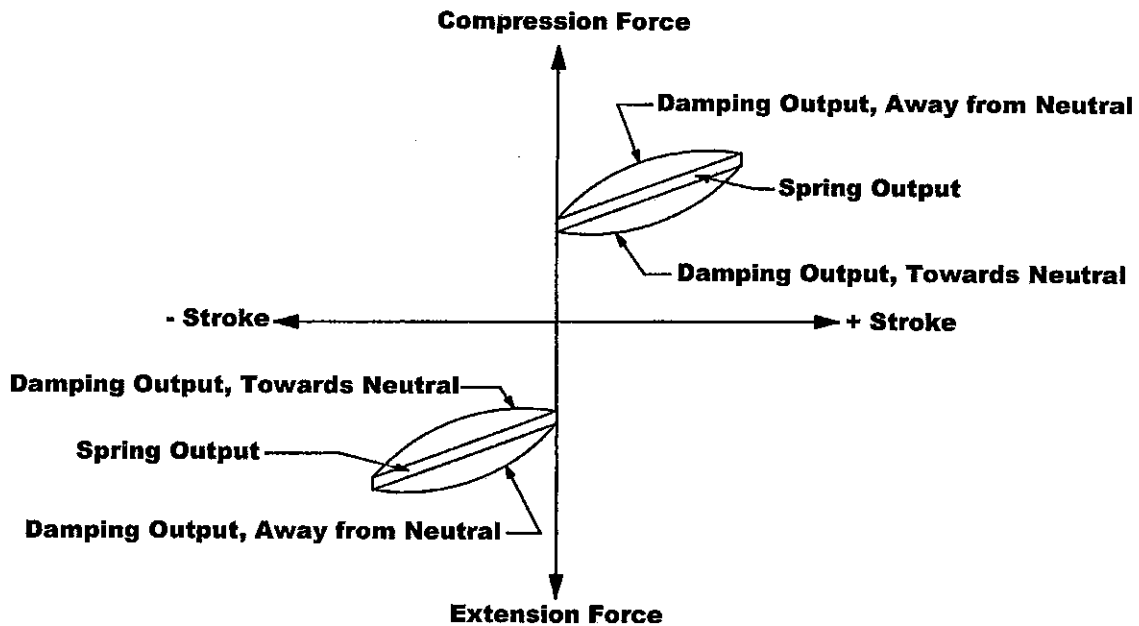 Compression Force
Damping Output, Away from Neutral
Spring Output
Damping Output, Towards Neutral
- Stroke
+ Stroke
Damping Output, Towards Neutral
Spring Output
Damping Output, Away from Neutral
Extension Force